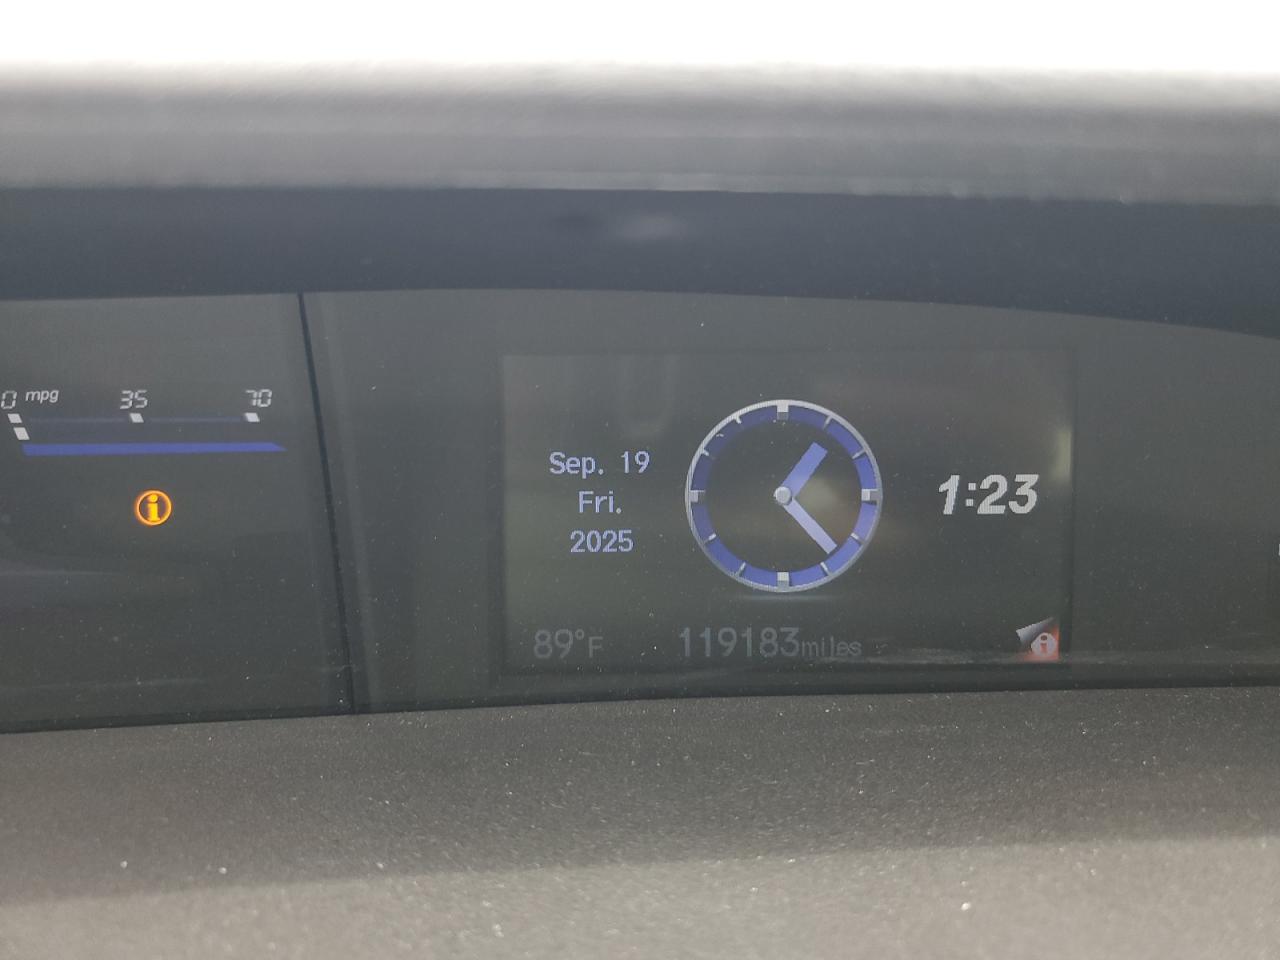 0 mpg 35 70
i
Sep. 19
Fri.
2025
1:23
89°F 119183miles
i